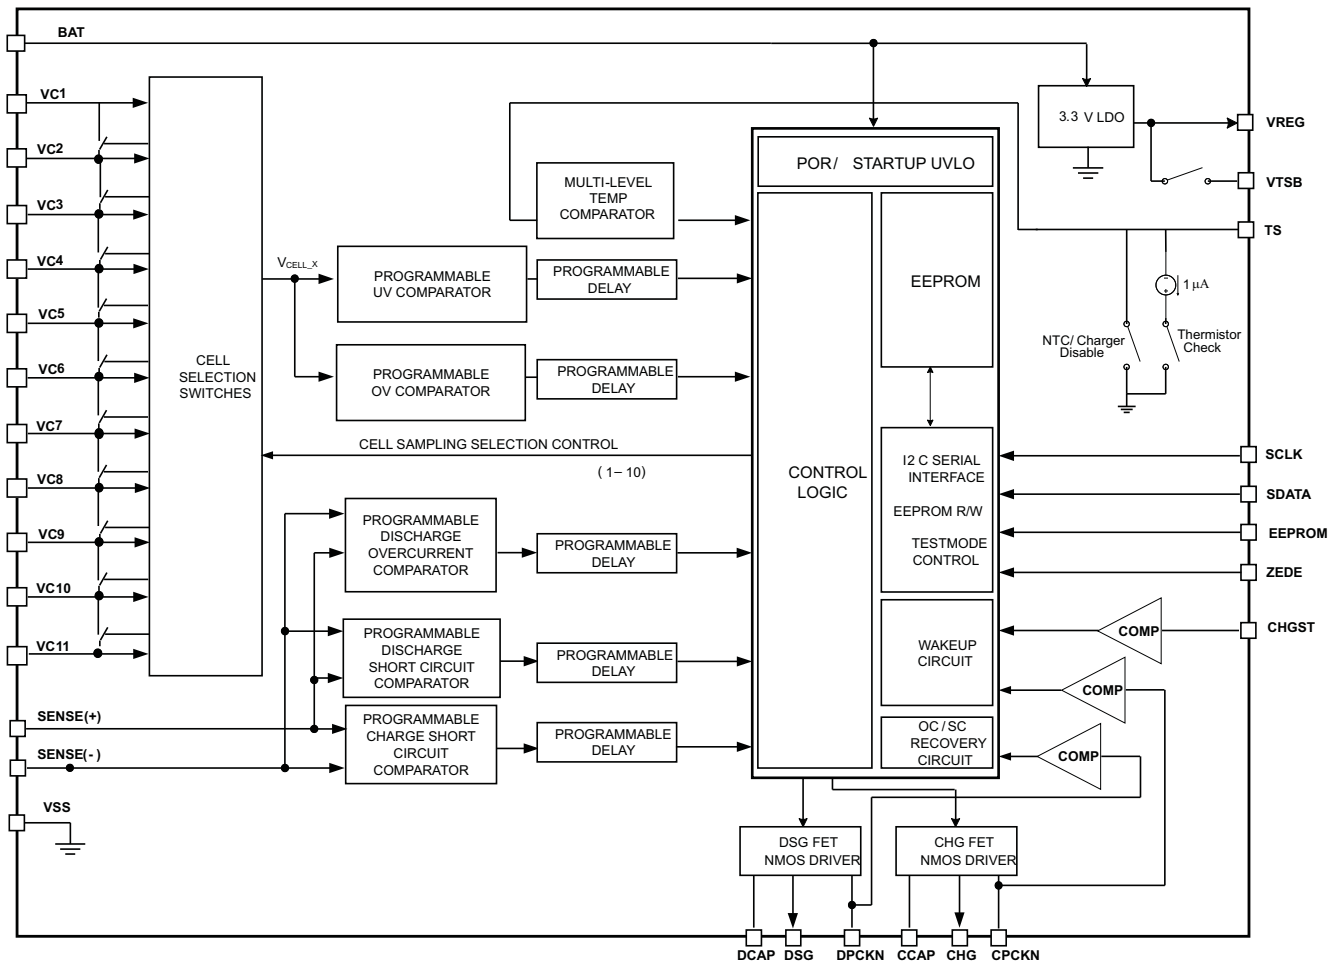 BAT
VC1
VC2
VC3
VC4
VC5
VC6
VC7
VC8
VC9
VC10
VC11
SENSE(+)
SENSE(-)
VSS
CELL
SELECTION
SWITCHES
VCELL_X
MULTI-LEVEL
TEMP
COMPARATOR
PROGRAMMABLE
UV COMPARATOR
PROGRAMMABLE
DELAY
PROGRAMMABLE
OV COMPARATOR
PROGRAMMABLE
DELAY
CELL SAMPLING SELECTION CONTROL
( 1– 10)
PROGRAMMABLE
DISCHARGE
OVERCURRENT
COMPARATOR
PROGRAMMABLE
DELAY
PROGRAMMABLE
DISCHARGE
SHORT CIRCUIT
COMPARATOR
PROGRAMMABLE
DELAY
PROGRAMMABLE
CHARGE SHORT
CIRCUIT
COMPARATOR
PROGRAMMABLE
DELAY
POR/ STARTUP UVLO
CONTROL
LOGIC
EEPROM
I2 C SERIAL
INTERFACE
EEPROM R/W
TESTMODE
CONTROL
WAKEUP
CIRCUIT
OC/SC
RECOVERY
CIRCUIT
3.3 V LDO
1 μA
NTC/ Charger
Disable
Thermistor
Check
COMP
COMP
COMP
VREG
VTSB
TS
SCLK
SDATA
EEPROM
ZEDE
CHGST
DSG FET
NMOS DRIVER
CHG FET
NMOS DRIVER
DCAP
DSG
DPCKN
CCAP
CHG
CPCKN